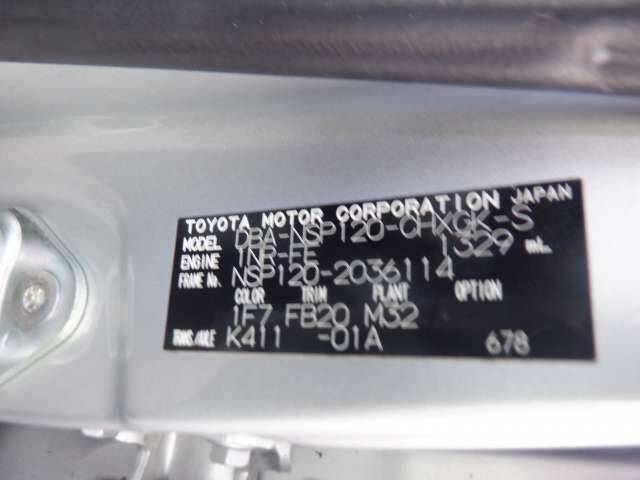 TOYOTA MOTOR CORPORATION JAPAN
MODEL DBA-NSP120-CHXGK-S
ENGINE 1NR-FE 1329 mL
FRAME No. NSP120-2036114
COLOR TRIM PLANT OPTION
1F7 FB20 M32
TRANS./AXLE K411 -01A 678